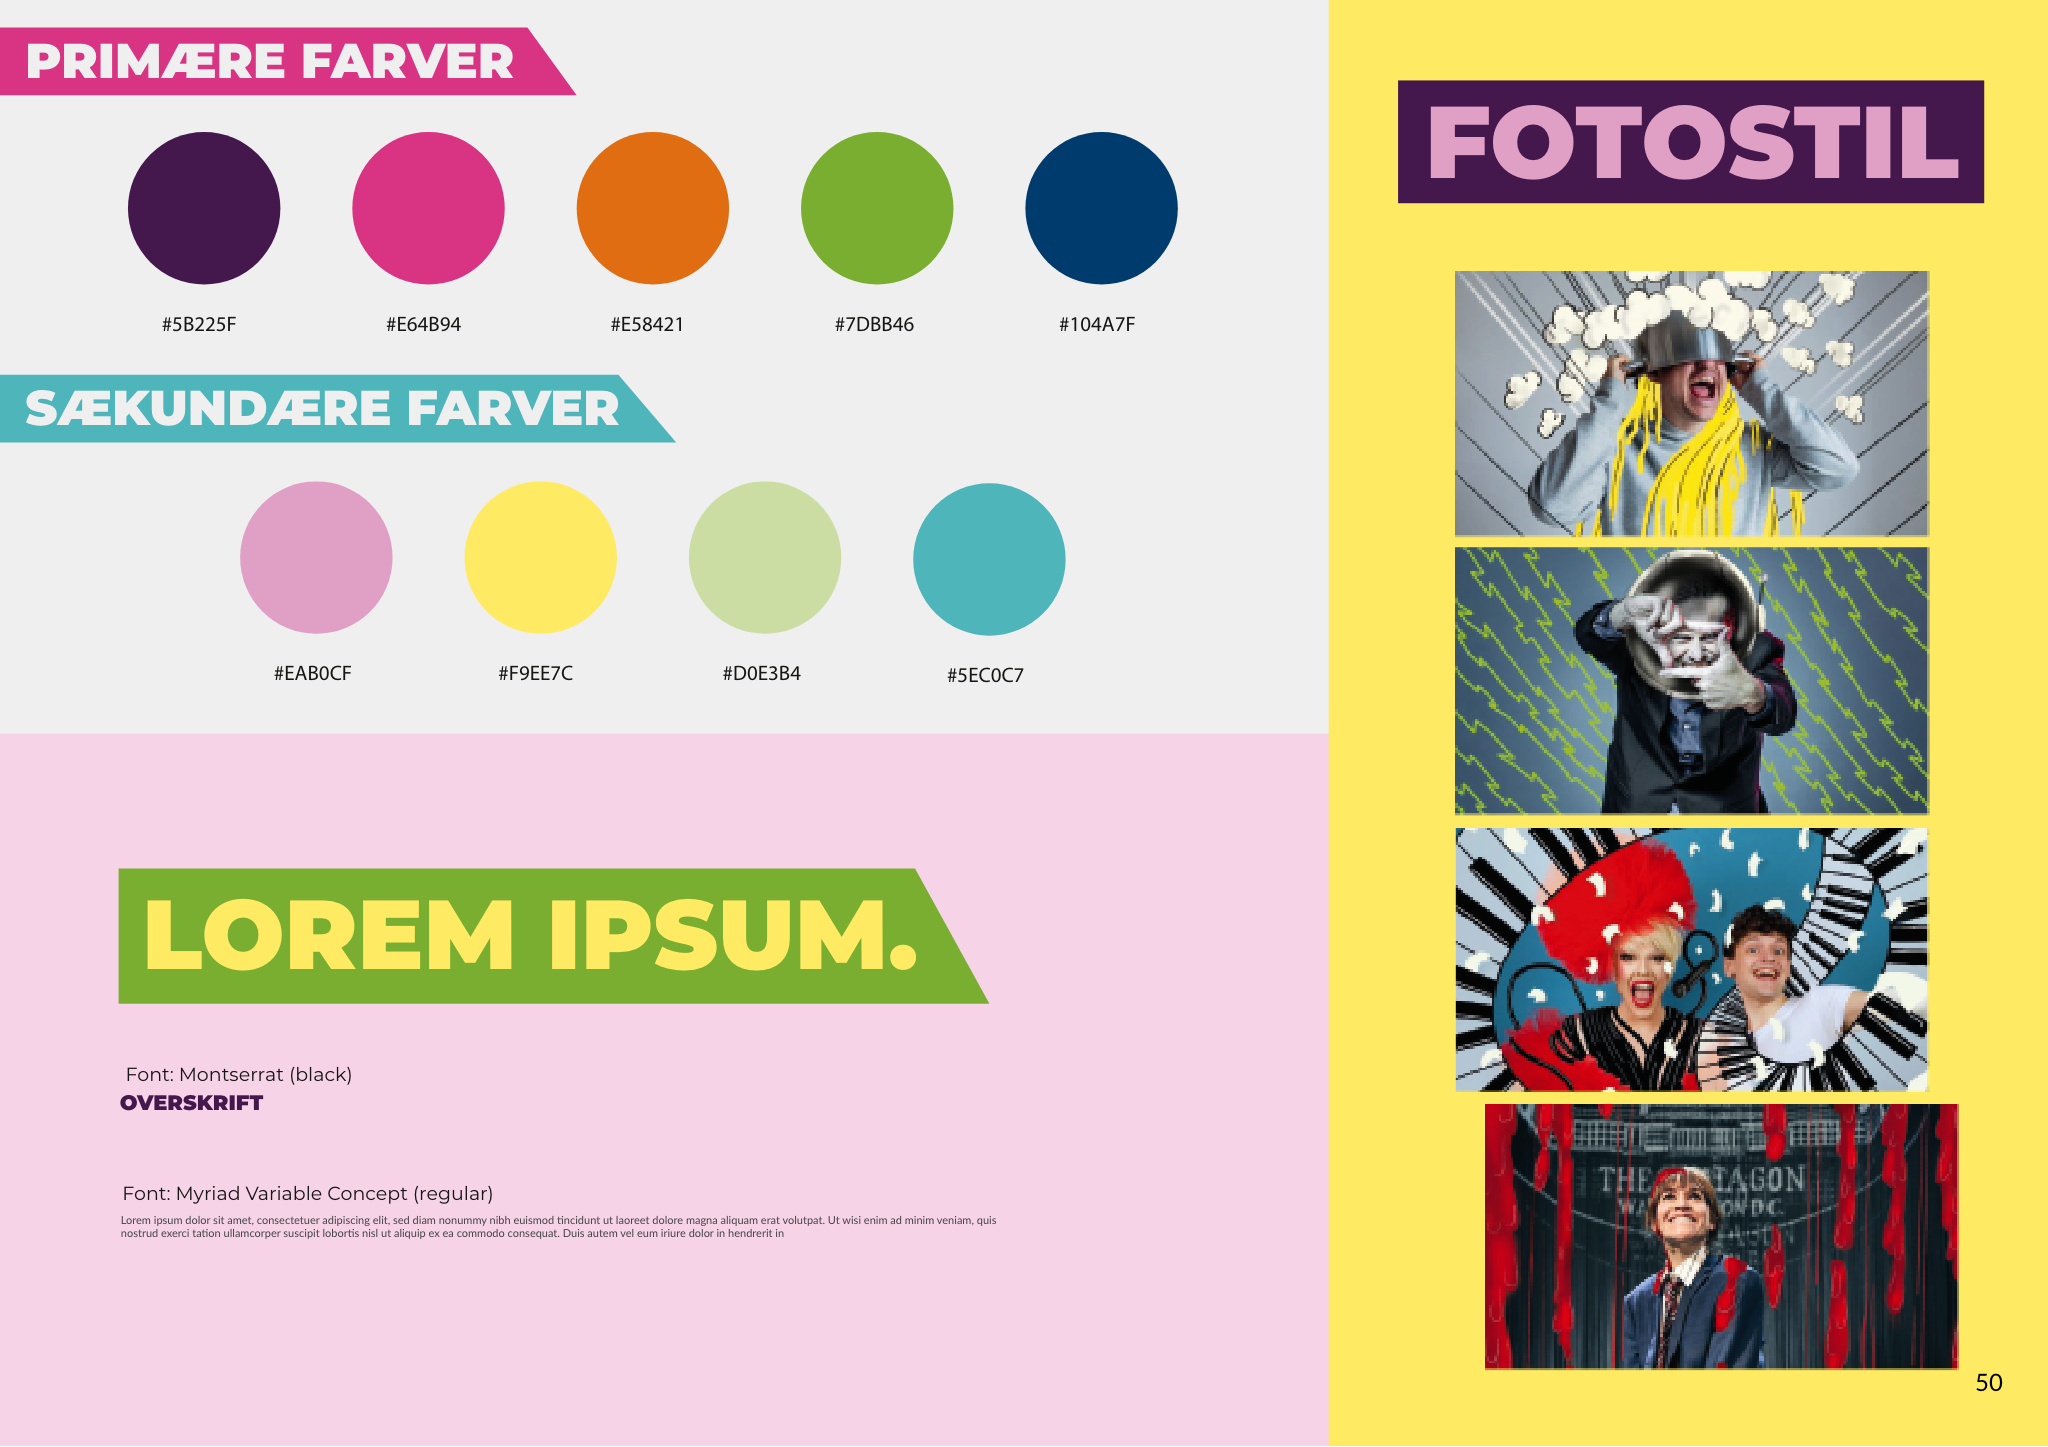 PRIMÆRE FARVER
#5B225F #E64B94 #E58421 #7DBB46 #104A7F
SÆKUNDÆRE FARVER
#EAB0CF #F9EE7C #D0E3B4 #5EC0C7
LOREM IPSUM.
Font: Montserrat (black)
OVERSKRIFT
Font: Myriad Variable Concept (regular)
Lorem ipsum dolor sit amet, consectetuer adipiscing elit, sed diam nonummy nibh euismod tincidunt ut laoreet dolore magna aliquam erat volutpat. Ut wisi enim ad minim veniam, quis
nostrud exerci tation ullamcorper suscipit lobortis nisl ut aliquip ex ea commodo consequat. Duis autem vel eum iriure dolor in hendrerit in
FOTOSTIL
THE
50